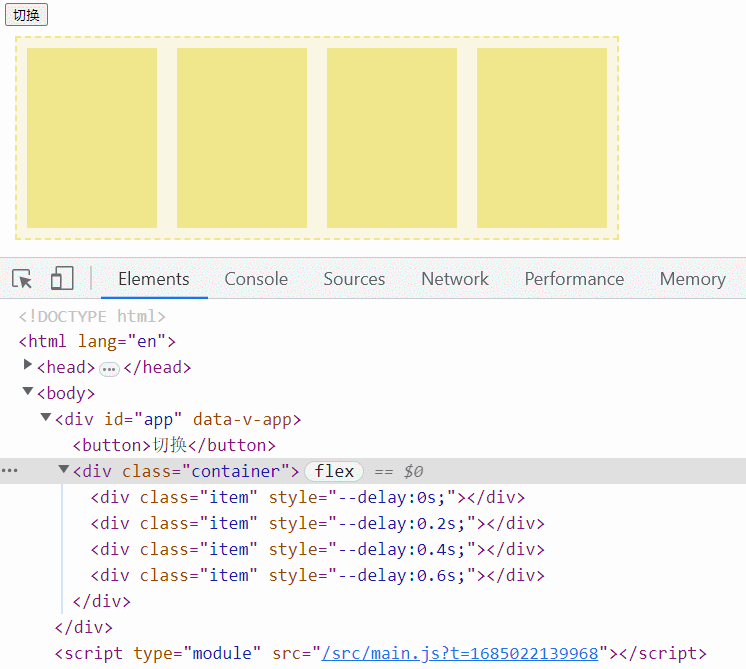 切换
Elements Console Sources Network Performance Memory
<!DOCTYPE html>
<html lang="en">
<head>…</head>
<body>
<div id="app" data-v-app>
<button>切换</button>
… <div class="container"> flex == $0
<div class="item" style="--delay:0s;"></div>
<div class="item" style="--delay:0.2s;"></div>
<div class="item" style="--delay:0.4s;"></div>
<div class="item" style="--delay:0.6s;"></div>
</div>
</div>
<script type="module" src="/src/main.js?t=1685022139968"></script>